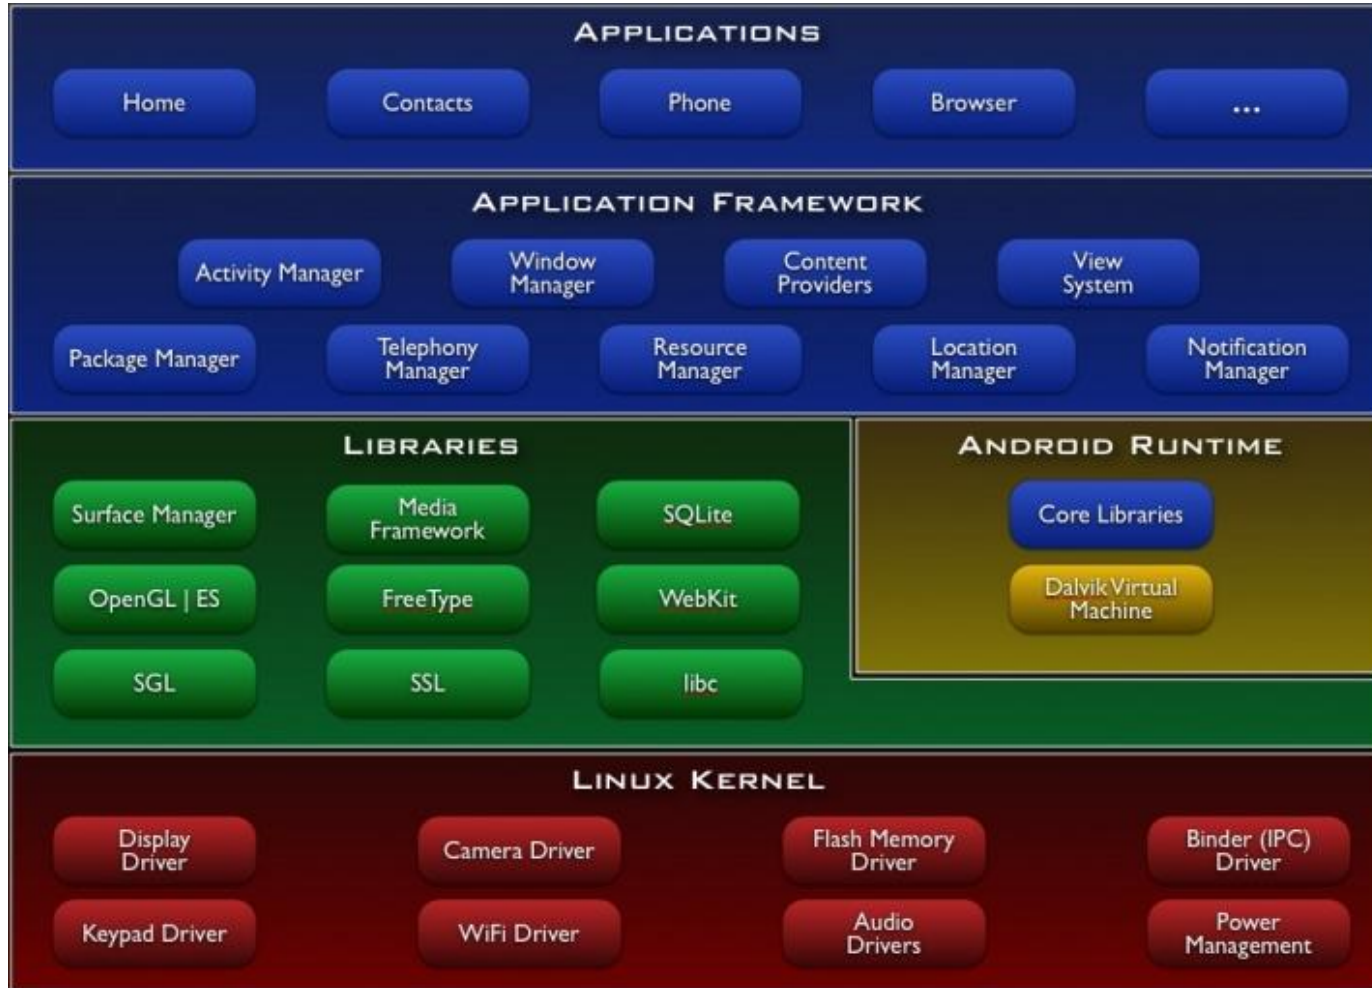 APPLICATIONS
Home
Contacts
Phone
Browser
...
APPLICATION FRAMEWORK
Activity Manager
Window
Manager
Content
Providers
View
System
Package Manager
Telephony
Manager
Resource
Manager
Location
Manager
Notification
Manager
LIBRARIES
Surface Manager
Media
Framework
SQLite
OpenGL | ES
FreeType
WebKit
SGL
SSL
libc
ANDROID RUNTIME
Core Libraries
Dalvik Virtual
Machine
LINUX KERNEL
Display
Driver
Camera Driver
Flash Memory
Driver
Binder (IPC)
Driver
Keypad Driver
WiFi Driver
Audio
Drivers
Power
Management